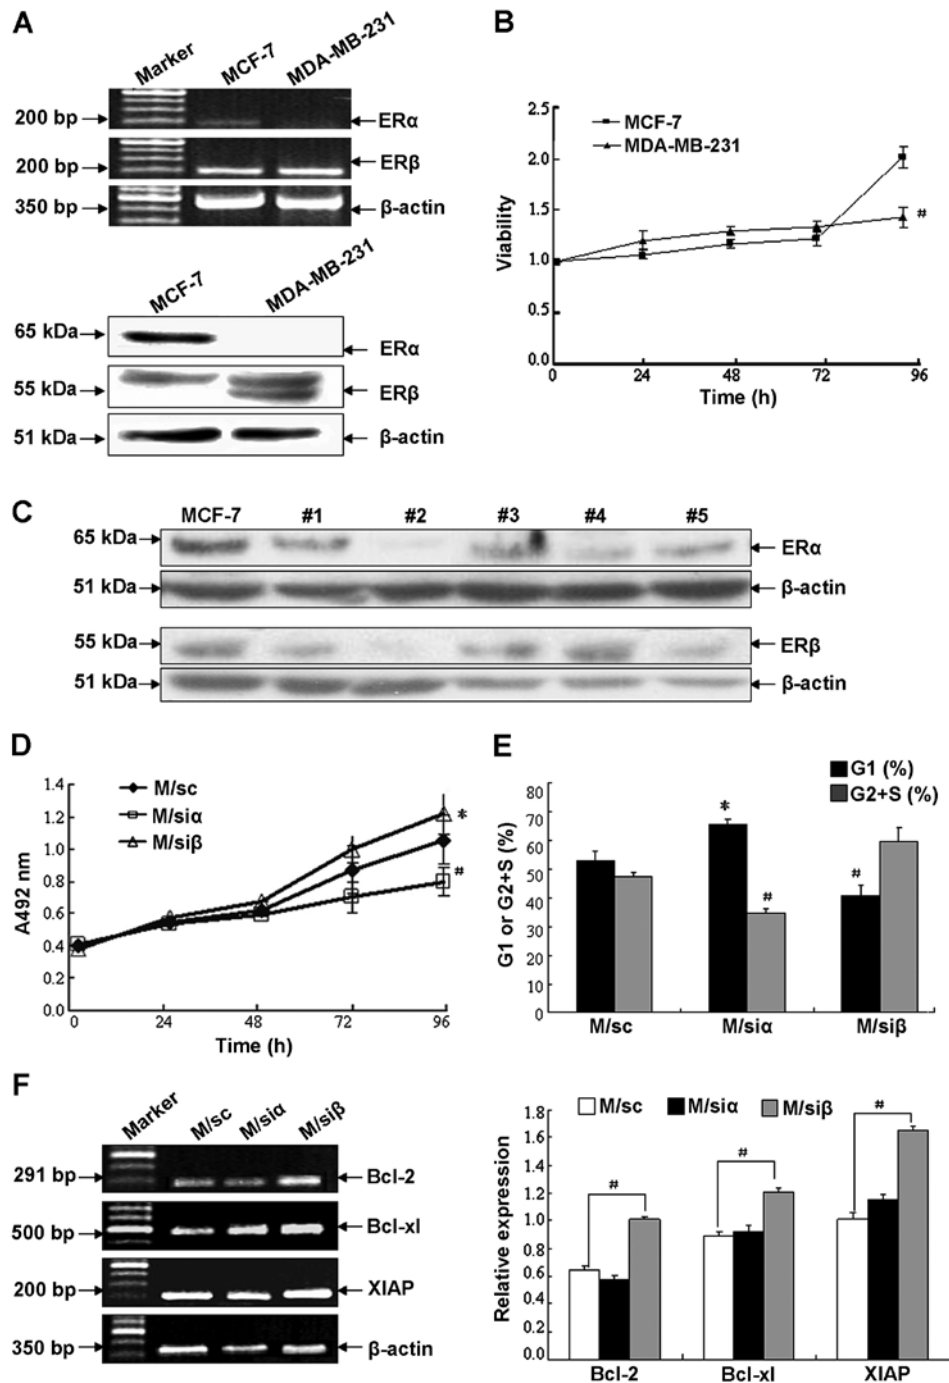 A
Marker
MCF-7
MDA-MB-231
200 bp
ERα
200 bp
ERβ
350 bp
β-actin
MCF-7
MDA-MB-231
65 kDa
ERα
55 kDa
ERβ
51 kDa
β-actin
B
2.5
2.0
1.5
1.0
0.5
0.0
Viability
MCF-7
MDA-MB-231
#
0 24 48 72 96
Time (h)
C
MCF-7 #1 #2 #3 #4 #5
65 kDa
ERα
51 kDa
β-actin
55 kDa
ERβ
51 kDa
β-actin
D
1.4
1.2
1.0
0.8
0.6
0.4
0.2
0.0
A492 nm
M/sc
M/siα
M/siβ
*
#
0 24 48 72 96
Time (h)
E
G1 (%)
G2+S (%)
80
70
60
50
40
30
20
10
0
G1 or G2+S (%)
*
#
#
M/sc M/siα M/siβ
F
Marker
M/sc
M/siα
M/siβ
291 bp
Bcl-2
500 bp
Bcl-xl
200 bp
XIAP
350 bp
β-actin
1.8
1.6
1.4
1.2
1.0
0.8
0.6
0.4
0.2
0.0
Relative expression
M/sc M/siα M/siβ
#
#
#
Bcl-2 Bcl-xl XIAP